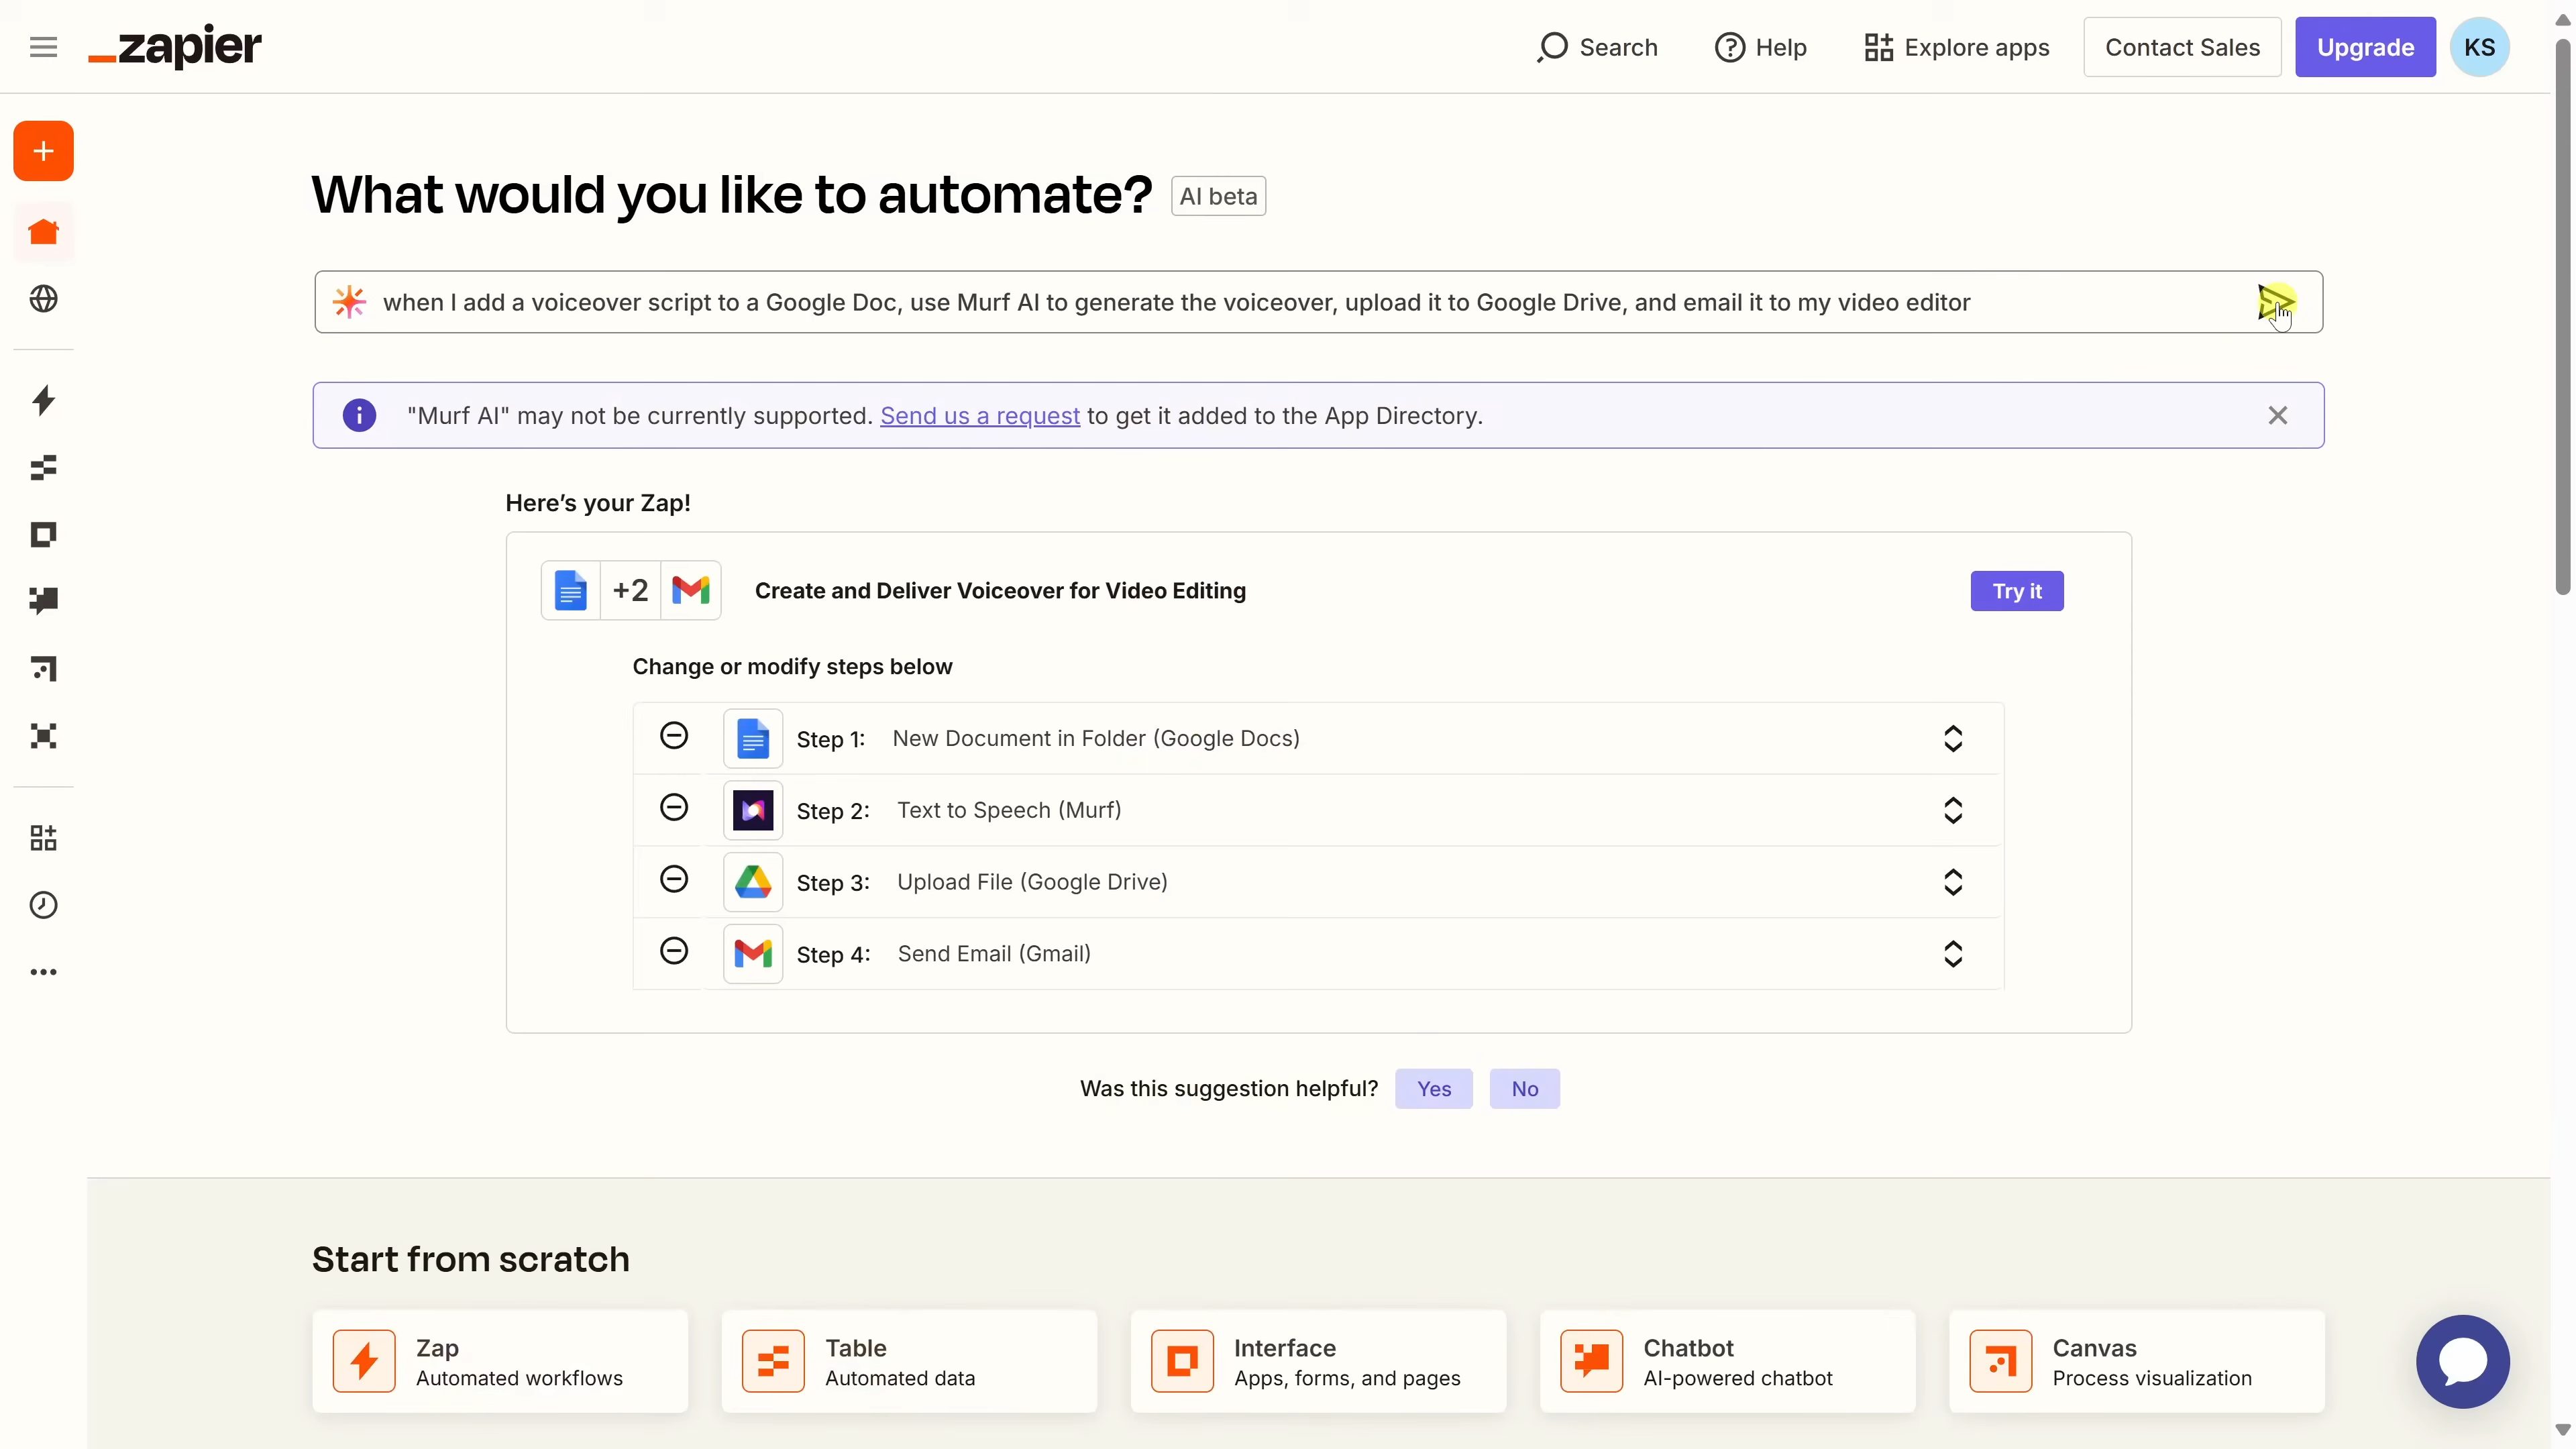 zapier
Search
Help
Explore apps
Contact Sales
Upgrade
KS
What would you like to automate?
AI beta
when I add a voiceover script to a Google Doc, use Murf AI to generate the voiceover, upload it to Google Drive, and email it to my video editor
"Murf AI" may not be currently supported. Send us a request to get it added to the App Directory.
Here’s your Zap!
+2
Create and Deliver Voiceover for Video Editing
Try it
Change or modify steps below
Step 1: New Document in Folder (Google Docs)
Step 2: Text to Speech (Murf)
Step 3: Upload File (Google Drive)
Step 4: Send Email (Gmail)
Was this suggestion helpful?
Yes
No
Start from scratch
Zap
Automated workflows
Table
Automated data
Interface
Apps, forms, and pages
Chatbot
AI-powered chatbot
Canvas
Process visualization